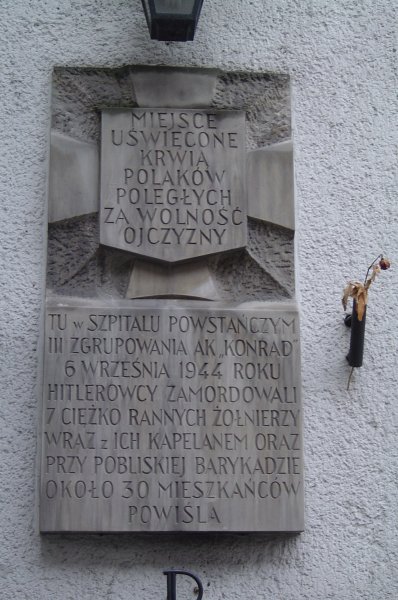 MIEJSCE
UŚWIĘCONE
KRWIĄ
POLAKÓW
POLEGŁYCH
ZA WOLNOŚĆ
OJCZYZNY
TU w SZPITALU POWSTAŃCZYM
III ZGRUPOWANIA AK „KONRAD"
6 WRZEŚNIA 1944 ROKU
HITLEROWCY ZAMORDOWALI
7 CIĘŻKO RANNYCH ŻOŁNIERZY
WRAZ z ICH KAPELANEM ORAZ
PRZY POBLISKIEJ BARYKADZIE
OKOŁO 30 MIESZKAŃCÓW
POWIŚLA